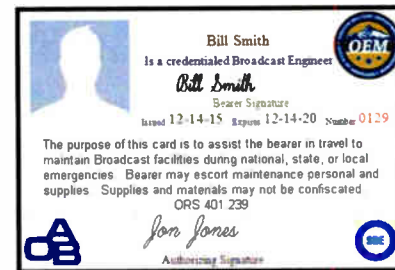 Bill Smith
Is a credentialed Broadcast Engineer
OEM
Bill Smith
Bearer Signature
Issued 12-14-15 Expires 12-14-20 Number 0129
The purpose of this card is to assist the bearer in travel to
maintain Broadcast facilities during national, state, or local
emergencies Bearer may escort maintenance personal and
supplies Supplies and materials may not be confiscated
ORS 401 239
OAB
Jon Jones
SBE
Authorizing Signature